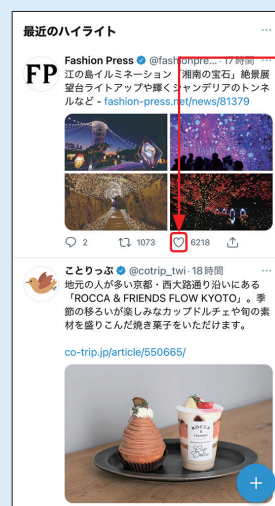 最近のハイライト
FP
Fashion Press @fashionpre...·17時間
江の島イルミネーション「湘南の宝石」絶景展
望台ライトアップや輝くシャンデリアのトンネ
ルなど - fashion-press.net/news/81379
2 1073 6218
ことりっぷ @cotrip_twi·18時間
地元の人が多い京都・西大路通り沿いにある
「ROCCA & FRIENDS FLOW KYOTO」。季
節の移ろいが楽しみなカップドルチェや旬の素
材を盛りこんだ焼き菓子をいただけます。
co-trip.jp/article/550665/
ROCCA
&
FRIENDS